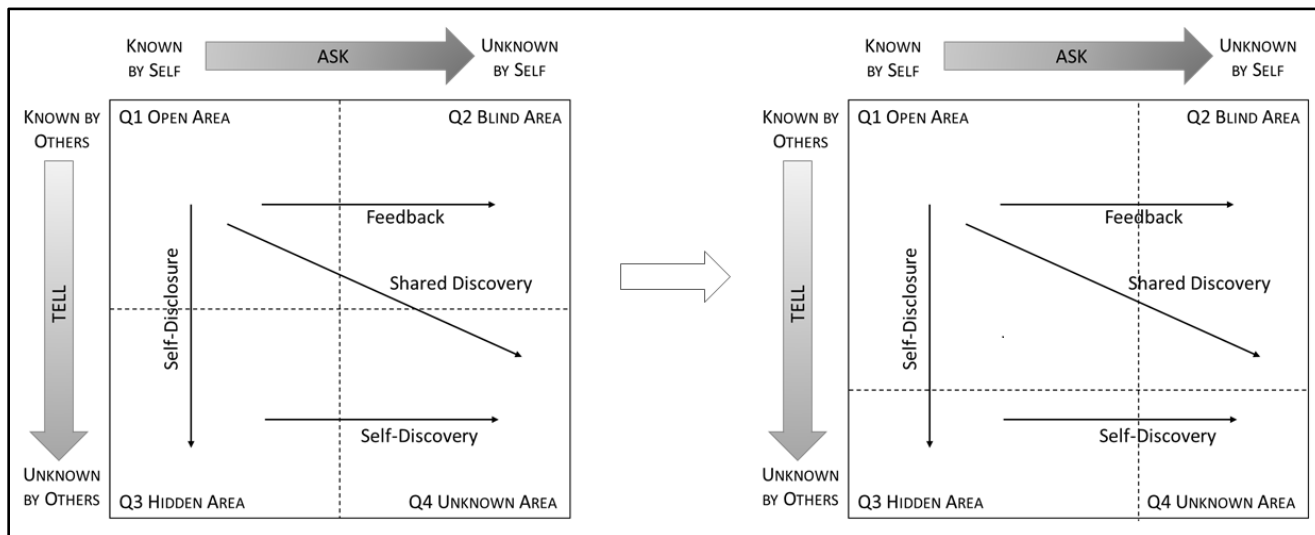 KNOWN
BY SELF
ASK
UNKNOWN
BY SELF
KNOWN BY
OTHERS
TELL
UNKNOWN
BY OTHERS
Q1 OPEN AREA
Q2 BLIND AREA
Feedback
Self-Disclosure
Shared Discovery
Self-Discovery
Q3 HIDDEN AREA
Q4 UNKNOWN AREA
KNOWN
BY SELF
ASK
UNKNOWN
BY SELF
KNOWN BY
OTHERS
TELL
UNKNOWN
BY OTHERS
Q1 OPEN AREA
Q2 BLIND AREA
Feedback
Self-Disclosure
Shared Discovery
Self-Discovery
Q3 HIDDEN AREA
Q4 UNKNOWN AREA